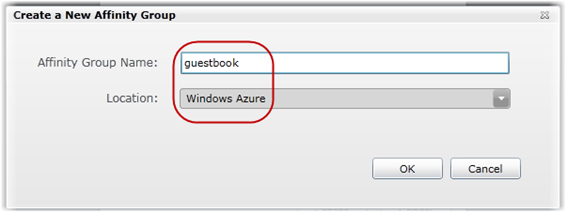 Create a New Affinity Group
Affinity Group Name: guestbook
Location: Windows Azure
OK Cancel